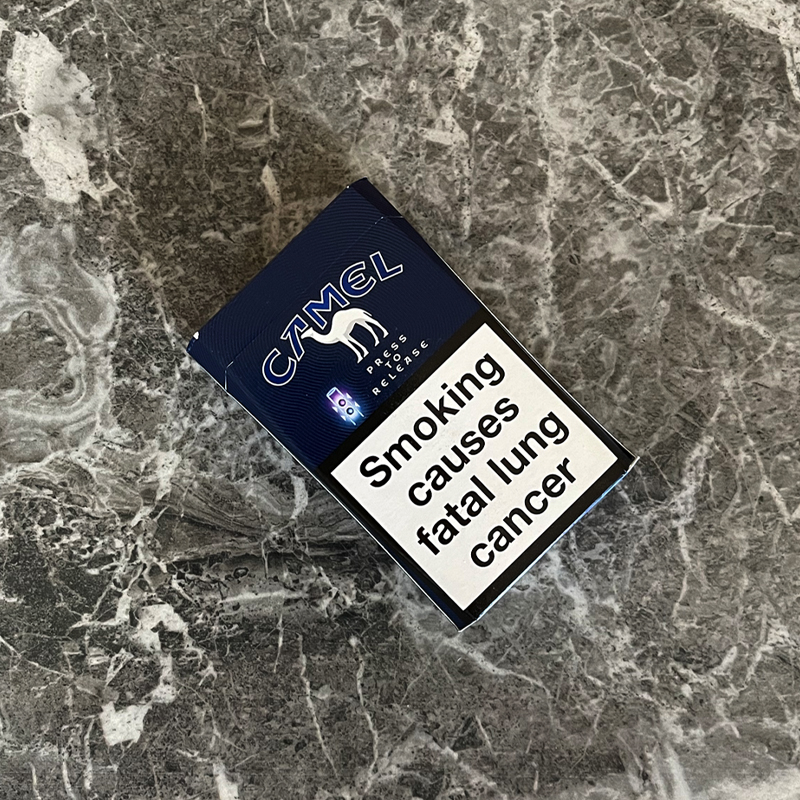 CAMEL
PRESS
TO
RELEASE
Smoking
causes
fatal lung
cancer